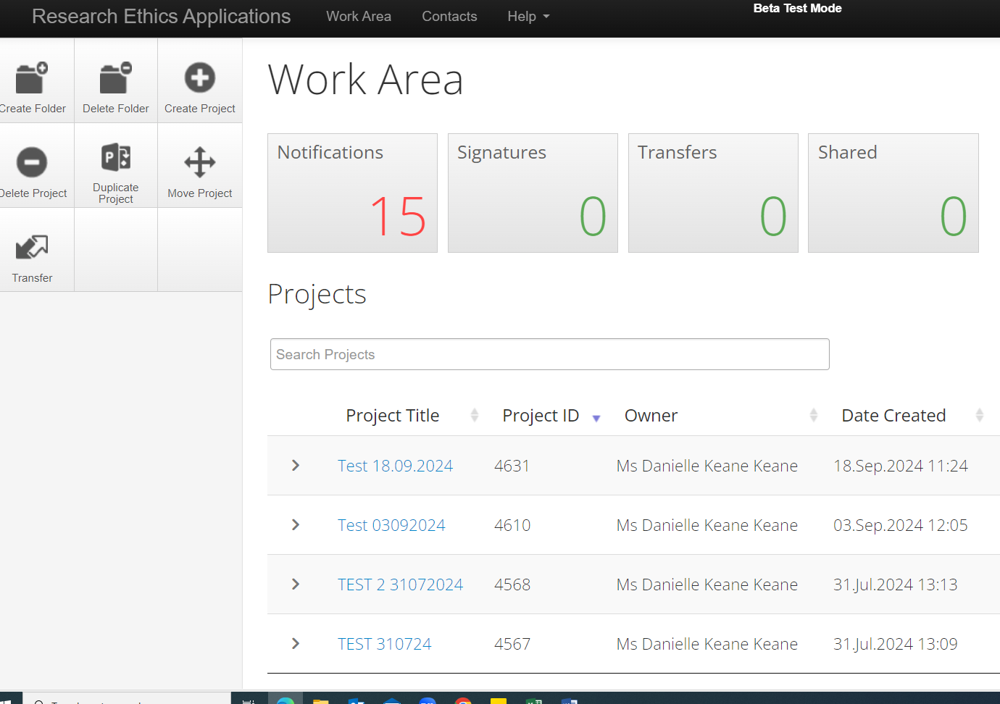 Research Ethics Applications Work Area Contacts Help Beta Test Mode
Create Folder Delete Folder Create Project
Delete Project Duplicate Project Move Project
Transfer
Work Area
Notifications Signatures Transfers Shared
15 0 0 0
Projects
Search Projects
Project Title Project ID Owner Date Created
Test 18.09.2024 4631 Ms Danielle Keane Keane 18.Sep.2024 11:24
Test 03092024 4610 Ms Danielle Keane Keane 03.Sep.2024 12:05
TEST 2 31072024 4568 Ms Danielle Keane Keane 31.Jul.2024 13:13
TEST 310724 4567 Ms Danielle Keane Keane 31.Jul.2024 13:09